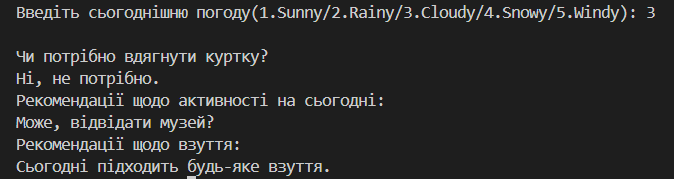 Введіть сьогоднішню погоду(1.Sunny/2.Rainy/3.Cloudy/4.Snowy/5.Windy): 3
Чи потрібно вдягнути куртку?
Ні, не потрібно.
Рекомендації щодо активності на сьогодні:
Може, відвідати музей?
Рекомендації щодо взуття:
Сьогодні підходить будь-яке взуття.